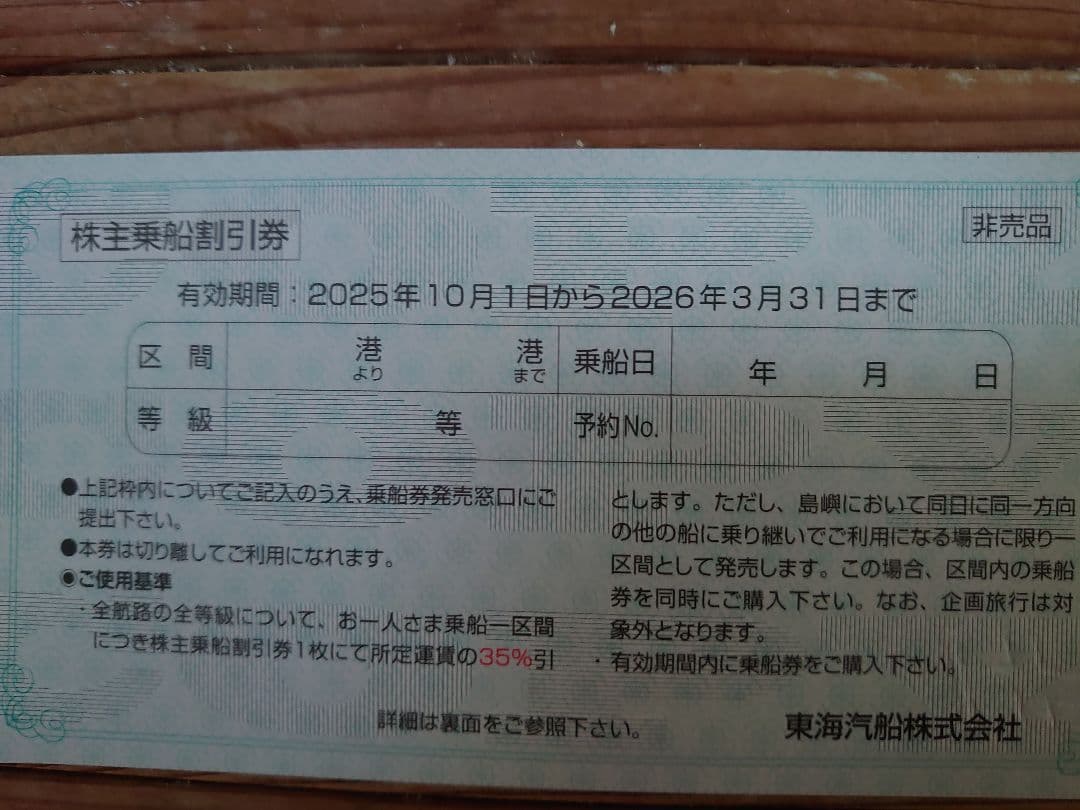 株主乗船割引券
非売品
有効期間：2025年10月1日から2026年3月31日まで
区　間　港より　港まで　乗船日　年　月　日
等　級　等　予約No.
●上記枠内についてご記入のうえ、乗船券発売窓口にご
提出下さい。
●本券は切り離してご利用になれます。
◉ご使用基準
・全航路の全等級について、お一人さま乗船一区間
につき株主乗船割引券1枚にて所定運賃の35%引
とします。ただし、島嶼において同日に同一方向
の他の船に乗り継いでご利用になる場合に限り一
区間として発売します。この場合、区間内の乗船
券を同時にご購入下さい。なお、企画旅行は対
象外となります。
・有効期間内に乗船券をご購入下さい。
詳細は裏面をご参照下さい。
東海汽船株式会社